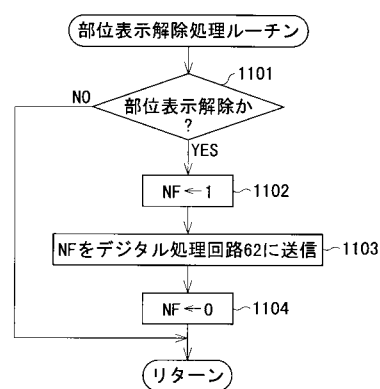 部位表示解除処理ルーチン
1101
NO
部位表示解除か
?
YES
NF←1
1102
NFをデジタル処理回路62に送信
1103
NF←0
1104
リターン